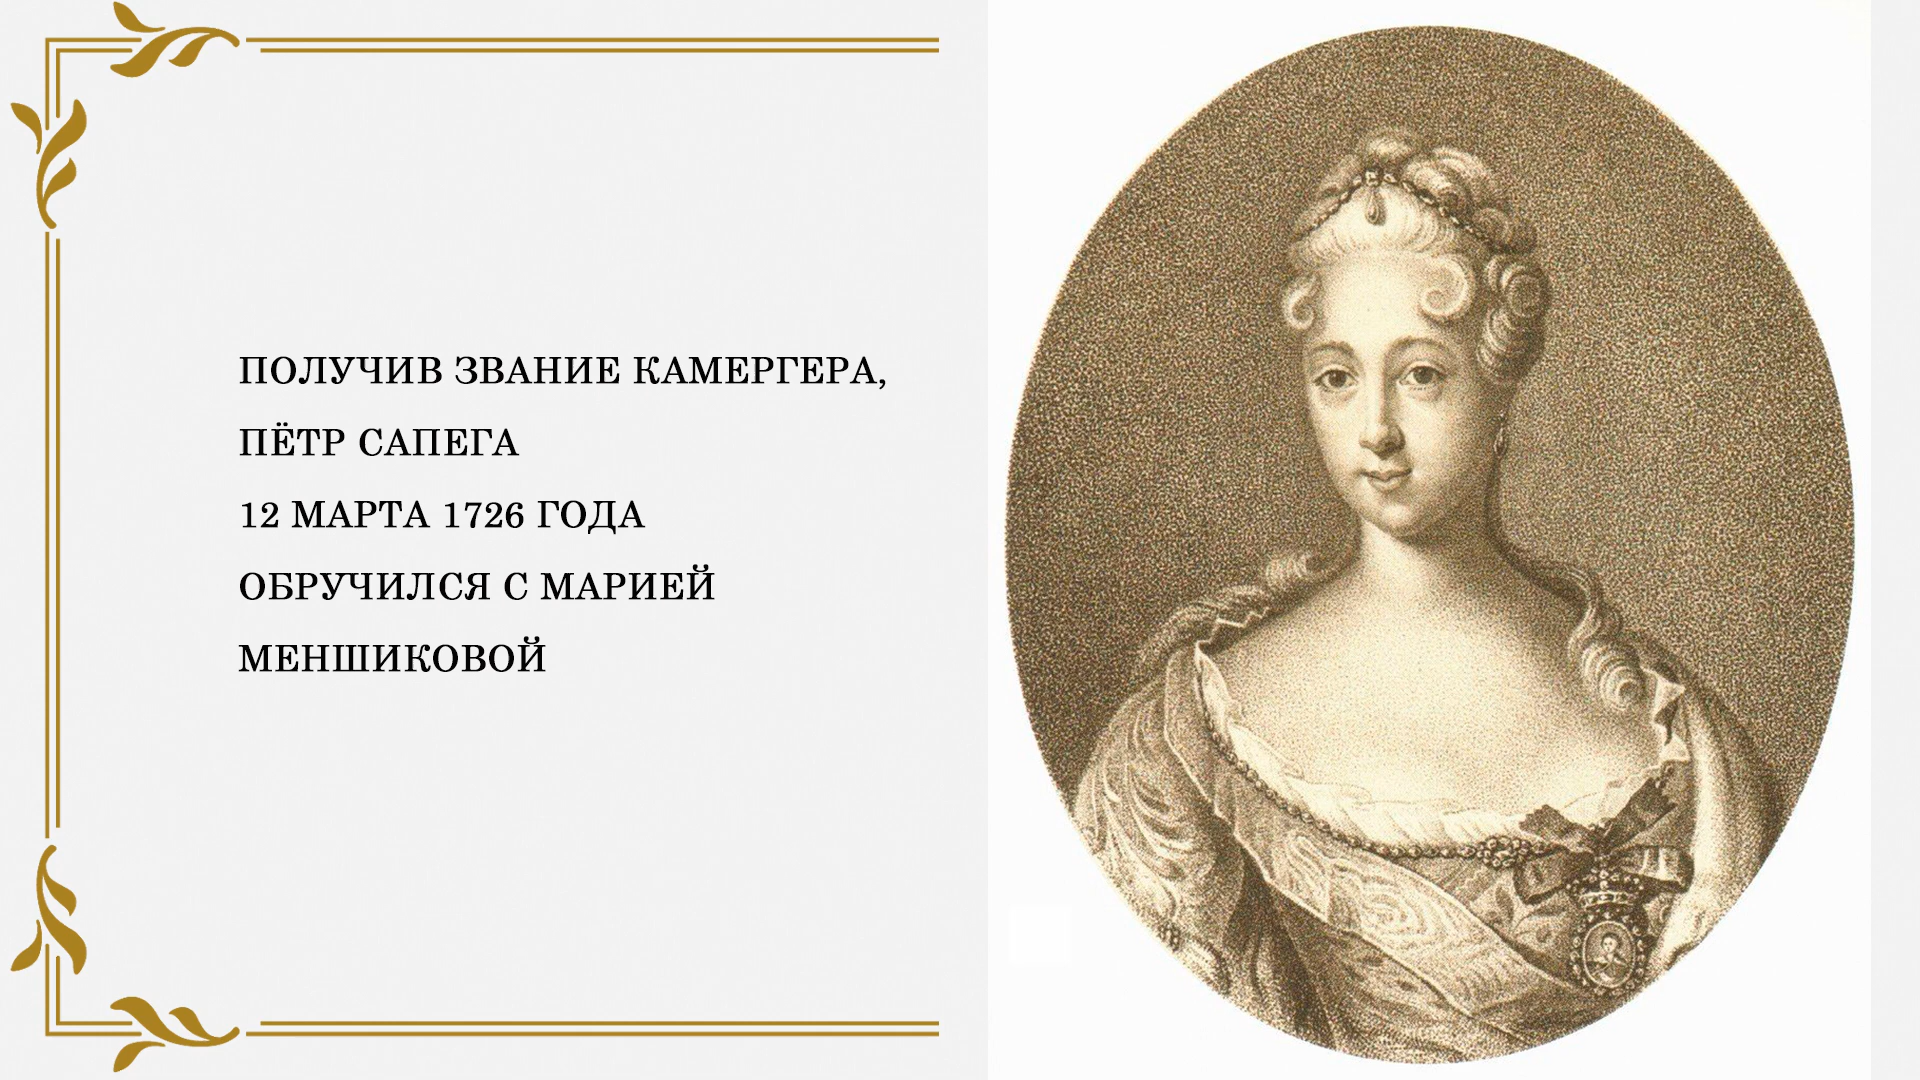 ПОЛУЧИВ ЗВАНИЕ КАМЕРГЕРА,
ПЁТР САПЕГА
12 МАРТА 1726 ГОДА
ОБРУЧИЛСЯ С МАРИЕЙ
МЕНШИКОВОЙ